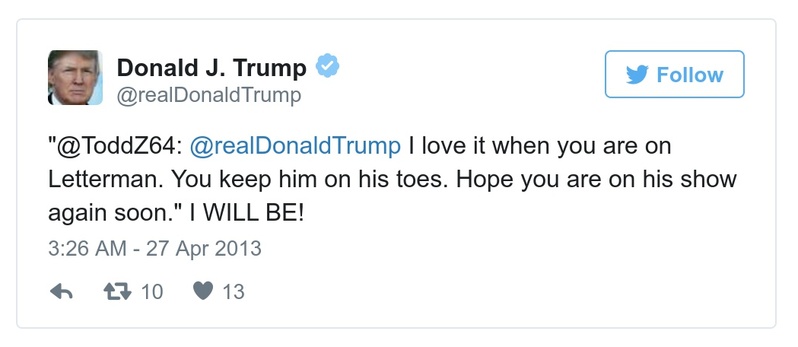 Donald J. Trump
@realDonaldTrump
Follow
"@ToddZ64: @realDonaldTrump I love it when you are on
Letterman. You keep him on his toes. Hope you are on his show
again soon." I WILL BE!
3:26 AM - 27 Apr 2013
10 13